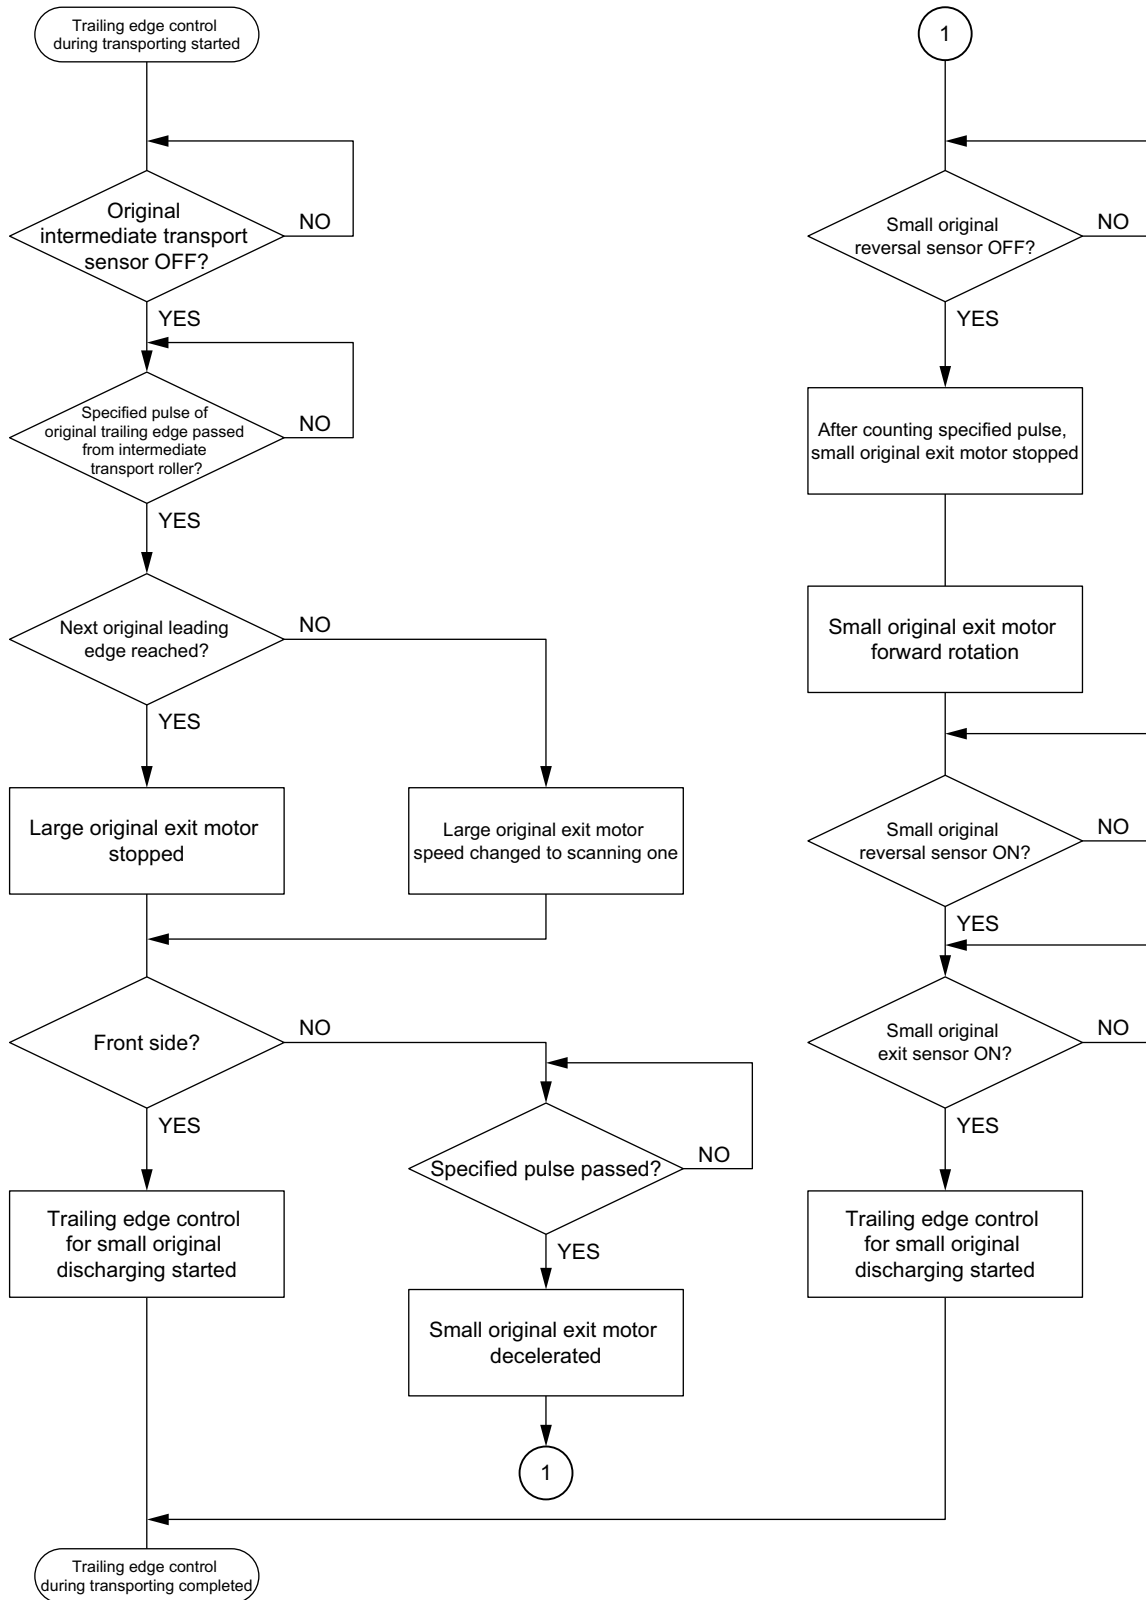 Trailing edge control
during transporting started
Original
intermediate transport
sensor OFF?
NO
YES
Specified pulse of
original trailing edge passed
from intermediate
transport roller?
NO
YES
Next original leading
edge reached?
NO
YES
Large original exit motor
stopped
Large original exit motor
speed changed to scanning one
Front side?
NO
YES
Specified pulse passed?
NO
YES
Trailing edge control
for small original
discharging started
Small original exit motor
decelerated
1
Trailing edge control
during transporting completed
1
Small original
reversal sensor OFF?
NO
YES
After counting specified pulse,
small original exit motor stopped
Small original exit motor
forward rotation
Small original
reversal sensor ON?
NO
YES
Small original
exit sensor ON?
NO
YES
Trailing edge control
for small original
discharging started